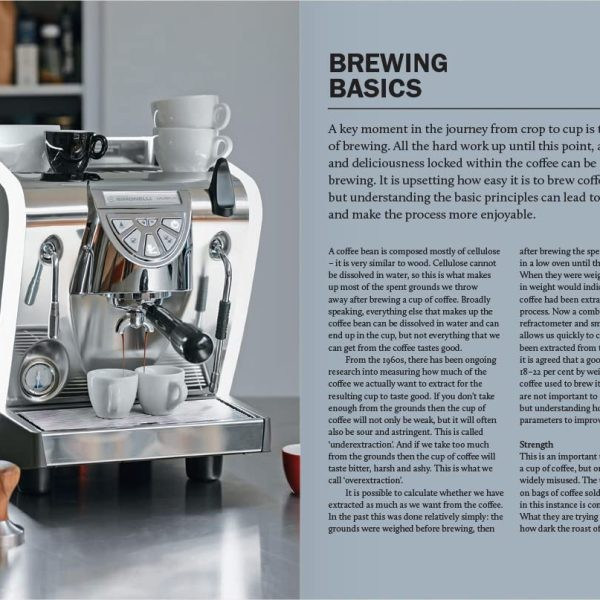 SIMONELLI
BREWING
BASICS
A key moment in the journey from crop to cup is t
of brewing. All the hard work up until this point, a
and deliciousness locked within the coffee can be
brewing. It is upsetting how easy it is to brew coffe
but understanding the basic principles can lead to
and make the process more enjoyable.
A coffee bean is composed mostly of cellulose
– it is very similar to wood. Cellulose cannot
be dissolved in water, so this is what makes
up most of the spent grounds we throw
away after brewing a cup of coffee. Broadly
speaking, everything else that makes up the
coffee bean can be dissolved in water and can
end up in the cup, but not everything that we
can get from the coffee tastes good.
From the 1960s, there has been ongoing
research into measuring how much of the
coffee we actually want to extract for the
resulting cup to taste good. If you don't take
enough from the grounds then the cup of
coffee will not only be weak, but it will often
also be sour and astringent. This is called
'underextraction'. And if we take too much
from the grounds then the cup of coffee will
taste bitter, harsh and ashy. This is what we
call 'overextraction'.
It is possible to calculate whether we have
extracted as much as we want from the coffee.
In the past this was done relatively simply: the
grounds were weighed before brewing, then
after brewing the spe
in a low oven until th
When they were weig
in weight would indic
coffee had been extrac
process. Now a comb
refractometer and sm
allows us quickly to c
been extracted from t
it is agreed that a goo
18–22 per cent by wei
coffee used to brew it
are not important to
but understanding ho
parameters to improv
Strength
This is an important t
a cup of coffee, but on
widely misused. The
on bags of coffee sold
in this instance is com
What they are trying
how dark the roast of